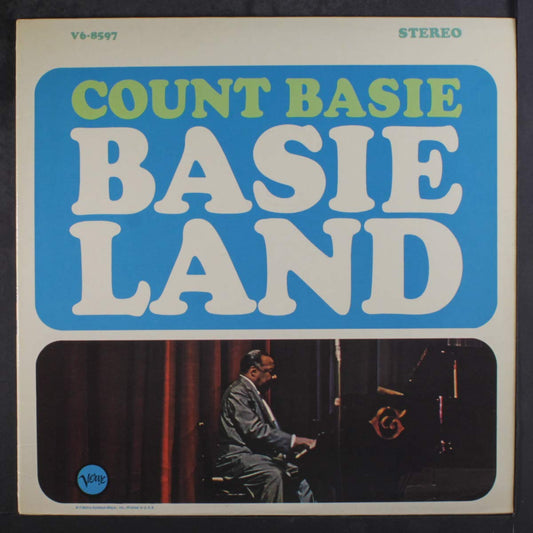 V6-8597
STEREO
COUNT BASIE
BASIE
LAND
Verve